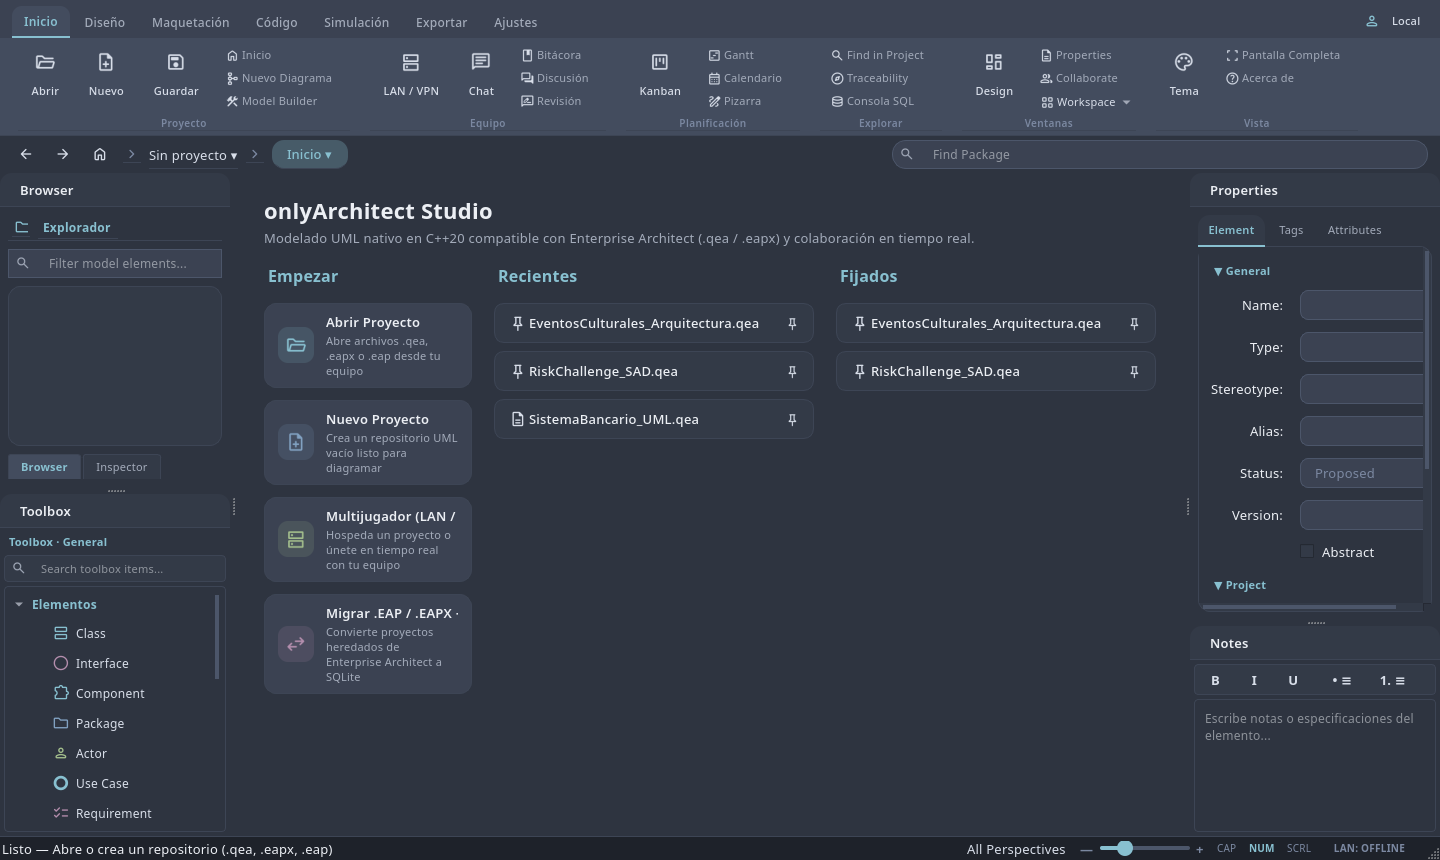 Inicio
Diseño
Maquetación
Código
Simulación
Exportar
Ajustes
Local
Abrir
Nuevo
Guardar
Inicio
Nuevo Diagrama
Model Builder
Proyecto
LAN / VPN
Chat
Bitácora
Discusión
Revisión
Equipo
Kanban
Gantt
Calendario
Pizarra
Planificación
Find in Project
Traceability
Consola SQL
Explorar
Design
Properties
Collaborate
Workspace
Ventanas
Tema
Pantalla Completa
Acerca de
Vista
Sin proyecto ▾
Inicio ▾
Find Package
Browser
Explorador
Filter model elements...
Browser
Inspector
Toolbox
Toolbox · General
Search toolbox items...
Elementos
Class
Interface
Component
Package
Actor
Use Case
Requirement
onlyArchitect Studio
Modelado UML nativo en C++20 compatible con Enterprise Architect (.qea / .eapx) y colaboración en tiempo real.
Empezar
Abrir Proyecto
Abre archivos .qea,
.eapx o .eap desde tu
equipo
Nuevo Proyecto
Crea un repositorio UML
vacío listo para
diagramar
Multijugador (LAN /
Hospeda un proyecto o
únete en tiempo real
con tu equipo
Migrar .EAP / .EAPX ·
Convierte proyectos
heredados de
Enterprise Architect a
SQLite
Recientes
EventosCulturales_Arquitectura.qea
RiskChallenge_SAD.qea
SistemaBancario_UML.qea
Fijados
EventosCulturales_Arquitectura.qea
RiskChallenge_SAD.qea
Properties
Element
Tags
Attributes
▼ General
Name:
Type:
Stereotype:
Alias:
Status:
Proposed
Version:
Abstract
▼ Project
Notes
B I U • ≡ 1. ≡
Escribe notas o especificaciones del
elemento...
Listo — Abre o crea un repositorio (.qea, .eapx, .eap)
All Perspectives
— +
CAP
NUM
SCRL
LAN: OFFLINE